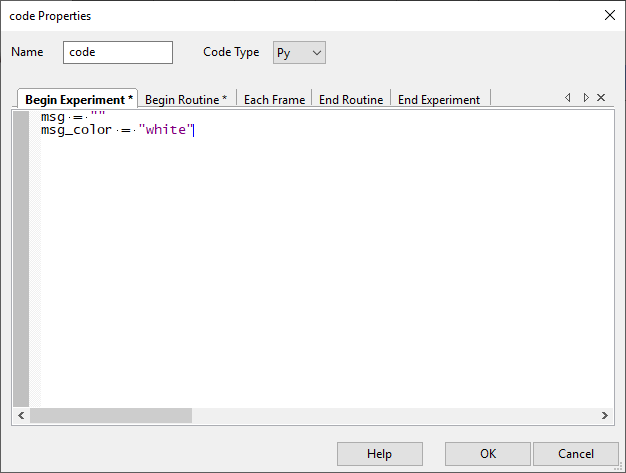 code Properties
Name code Code Type Py
Begin Experiment * Begin Routine * Each Frame End Routine End Experiment
msg = ""
msg_color = "white"
Help OK Cancel